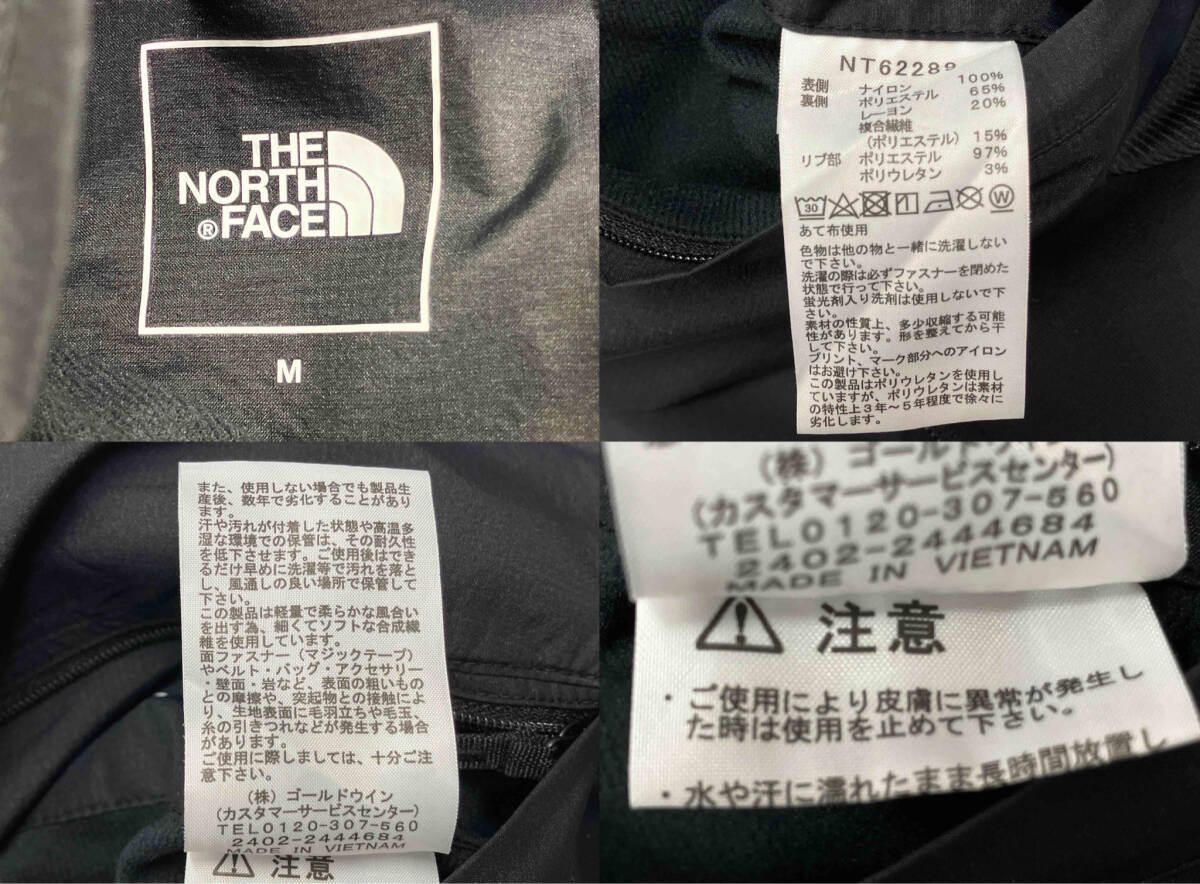 THE
NORTH
®FACE
M
NT62289
表側 ナイロン 100%
裏側 ポリエステル 65%
レーヨン 20%
複合繊維
(ポリエステル) 15%
リブ部 ポリエステル 97%
ポリウレタン 3%
30 W
あて布使用
色物は他の物と一緒に洗濯しない
で下さい。
洗濯の際は必ずファスナーを閉めた
状態で行って下さい。
蛍光剤入り洗剤は使用しないで下
さい。
素材の性質上、多少収縮する可能
性があります。形を整えてから干
して下さい。
プリント、マーク部分へのアイロン
はお避け下さい。
この製品はポリウレタンを使用し
ていますが、ポリウレタンは素材
の特性上3年～5年程度で徐々に
劣化します。
また、使用しない場合でも製品生
産後、数年で劣化することがあり
ます。
汗や汚れが付着した状態や高温多
湿な環境での保管は、その耐久性
を低下させます。ご使用後はでき
るだけ早めに洗濯等で汚れを落と
し、風通しの良い場所で保管して
下さい。
この製品は軽量で柔らかな風合い
を出す為、細くてソフトな合成繊
維を使用しています。
面ファスナー(マジックテープ)
やベルト・バッグ・アクセサリー
・壁面・岩など、表面の粗いもの
との摩擦や、突起物との接触によ
り、生地表面に毛羽立ちや毛玉、
糸の引きつれなどが発生する場合
があります。
ご使用に際しましては、十分ご注
意下さい。
(株)ゴールドウイン
(カスタマーサービスセンター)
TEL0120-307-560
2402-2444684
MADE IN VIETNAM
注意
(株)ゴールドウイン
(カスタマーサービスセンター)
TEL0120-307-560
2402-2444684
MADE IN VIETNAM
注意
・ご使用により皮膚に異常が発生し
た時は使用を止めて下さい。
・水や汗に濡れたまま長時間放置し